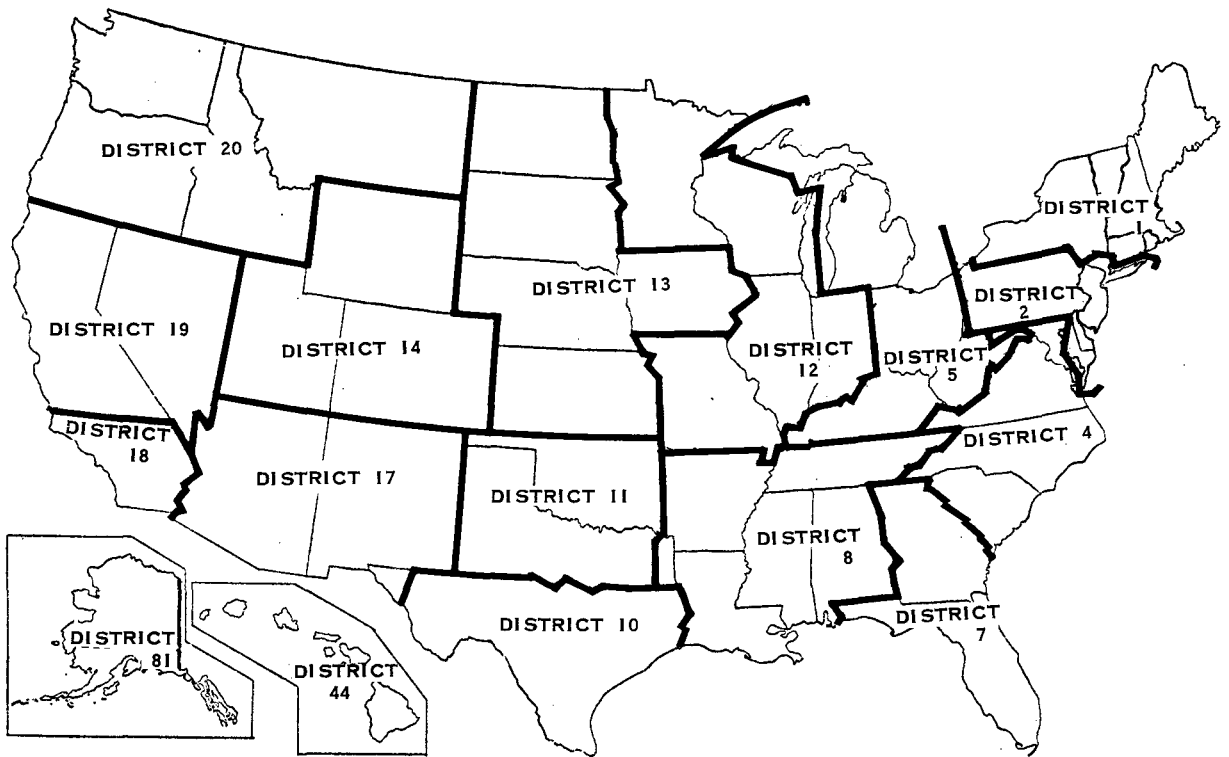 DISTRICT 20
DISTRICT
1
DISTRICT 13
DISTRICT
2
DISTRICT 19
DISTRICT 14
DISTRICT
12
DISTRICT
5
DISTRICT
18
DISTRICT 4
DISTRICT 17
DISTRICT 11
DISTRICT
8
DISTRICT 10
DISTRICT
7
DISTRICT
81
DISTRICT
44